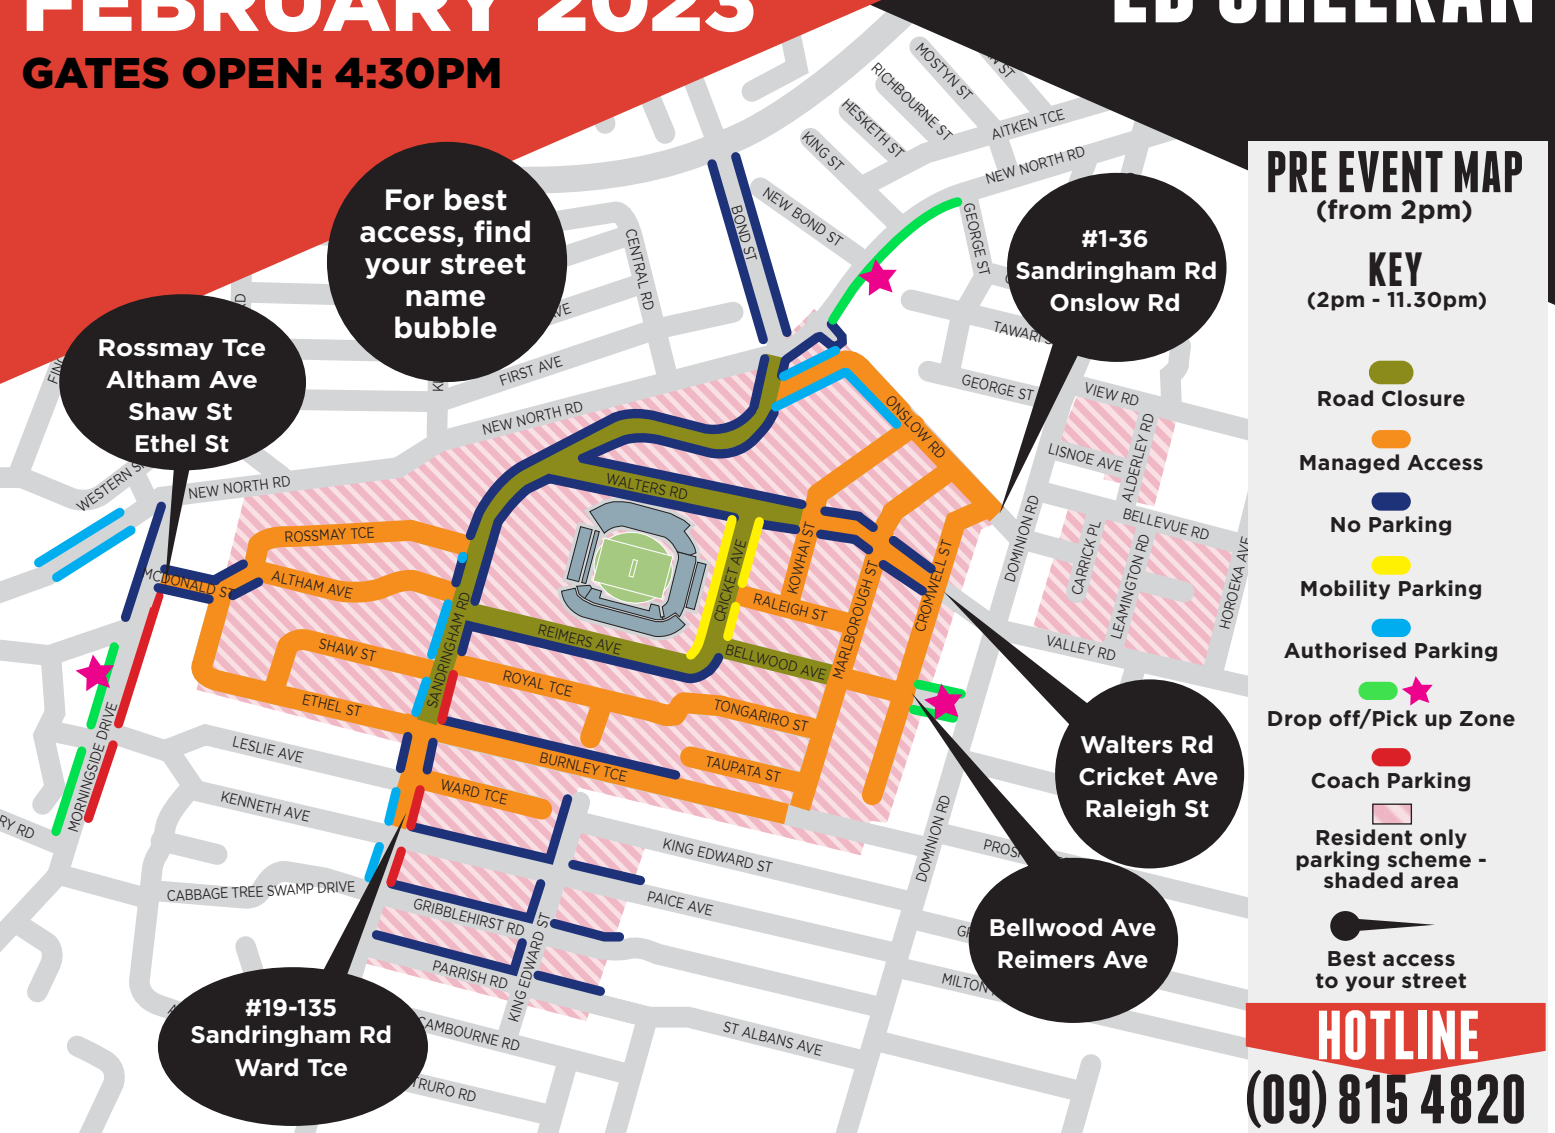 FEBRUARY 2023
ED SHEERAN
GATES OPEN: 4:30PM
For best
access, find
your street
name
bubble
#1-36
Sandringham Rd
Onslow Rd
Rossmay Tce
Altham Ave
Shaw St
Ethel St
Walters Rd
Cricket Ave
Raleigh St
Bellwood Ave
Reimers Ave
#19-135
Sandringham Rd
Ward Tce
MOSTYN ST
RICHBOURNE ST
HESKETH ST
KING ST
AITKEN TCE
NEW NORTH RD
NEW BOND ST
BOND ST
GEORGE ST
CENTRAL RD
FIRST AVE
NEW NORTH RD
GEORGE ST
VIEW RD
ONSLOW RD
LISNOE AVE
ALDERLEY RD
WESTERN
NEW NORTH RD
WALTERS RD
BELLEVUE RD
DOMINION RD
CARRICK PL
LEAMINGTON RD
HOROEKA AVE
VALLEY RD
ROSSMAY TCE
MCDONALD ST
ALTHAM AVE
KOWHAI ST
CRICKET AVE
RALEIGH ST
MARLBOROUGH ST
CROMWELL ST
SANDRINGHAM RD
REIMERS AVE
BELLWOOD AVE
SHAW ST
ROYAL TCE
TONGARIRO ST
ETHEL ST
BURNLEY TCE
TAUPATA ST
LESLIE AVE
WARD TCE
MORNINGSIDE DRIVE
KENNETH AVE
RY RD
KING EDWARD ST
DOMINION RD
CABBAGE TREE SWAMP DRIVE
GRIBBLEHIRST RD
PAICE AVE
KING EDWARD ST
PARRISH RD
MILTON
CAMBOURNE RD
ST ALBANS AVE
TRURO RD
PRE EVENT MAP
(from 2pm)
KEY
(2pm - 11.30pm)
Road Closure
Managed Access
No Parking
Mobility Parking
Authorised Parking
Drop off/Pick up Zone
Coach Parking
Resident only
parking scheme -
shaded area
Best access
to your street
HOTLINE
(09) 815 4820